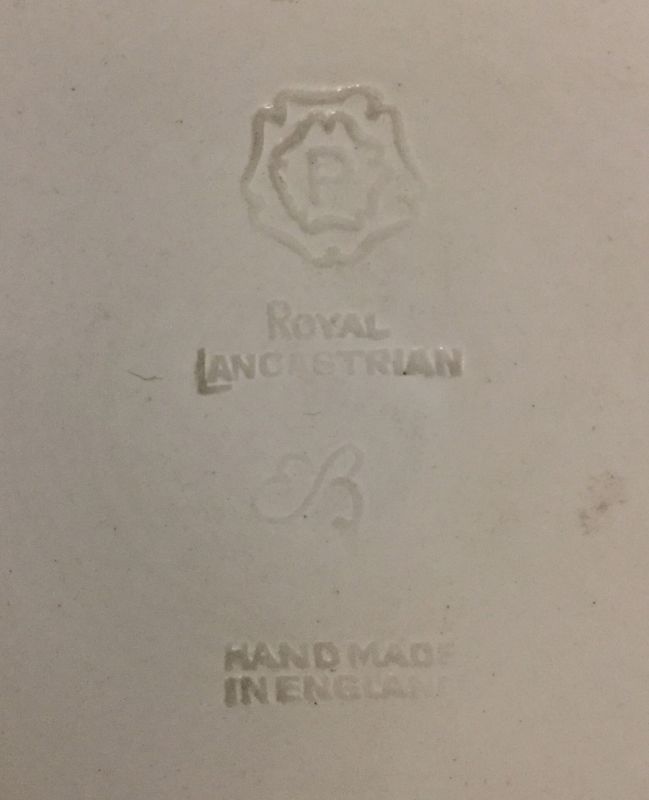 P
ROYAL
LANCASTRIAN
B
HAND MADE
IN ENGLAND